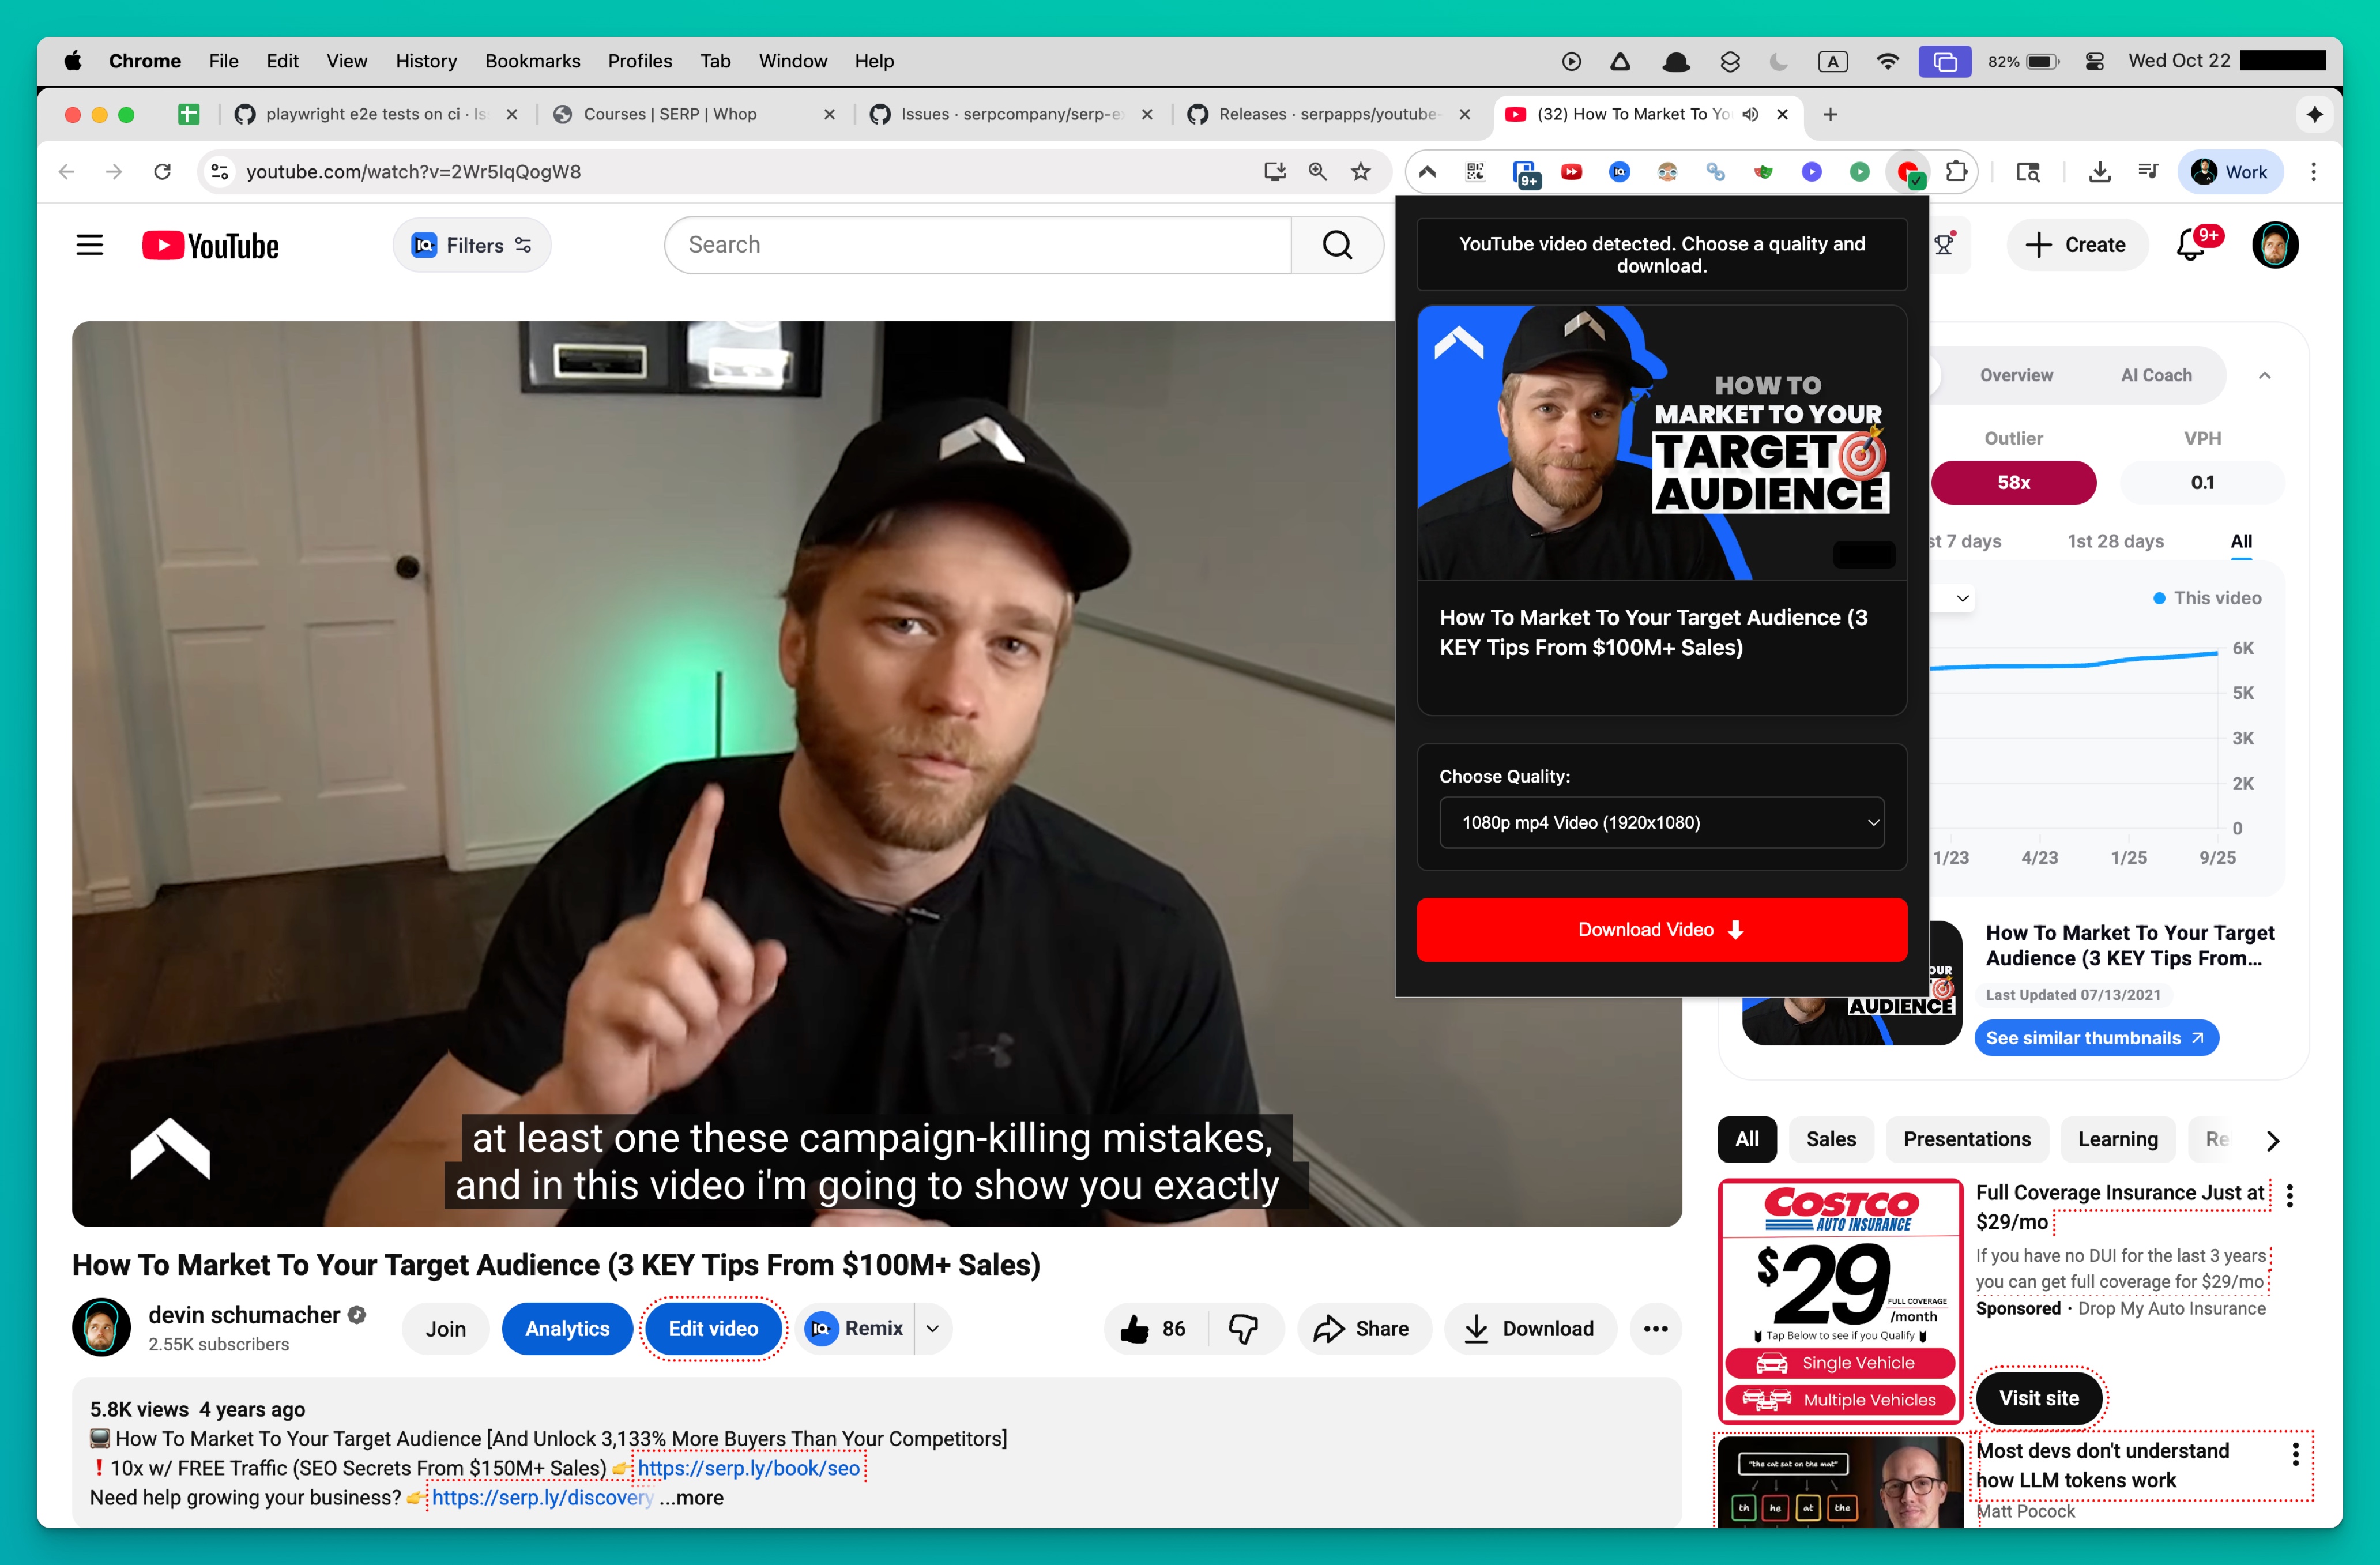 Chrome File Edit View History Bookmarks Profiles Tab Window Help A 82% Wed Oct 22
playwright e2e tests on ci · Is
Courses | SERP | Whop
Issues · serpcompany/serp-e
Releases · serpapps/youtube-
(32) How To Market To Yo
youtube.com/watch?v=2Wr5IqQogW8
9+
IQ
Work
YouTube
IQ Filters
Search
Create
9+
YouTube video detected. Choose a quality and
download.
HOW TO
MARKET TO YOUR
TARGET
AUDIENCE
How To Market To Your Target Audience (3
KEY Tips From $100M+ Sales)
Choose Quality:
1080p mp4 Video (1920x1080)
Download Video
Overview AI Coach
Outlier VPH
58x 0.1
st 7 days 1st 28 days All
This video
6K
5K
3K
2K
0
1/23 4/23 1/25 9/25
OUR
AUDIENCE
How To Market To Your Target
Audience (3 KEY Tips From...
Last Updated 07/13/2021
See similar thumbnails
at least one these campaign-killing mistakes,
and in this video i'm going to show you exactly
How To Market To Your Target Audience (3 KEY Tips From $100M+ Sales)
devin schumacher
2.55K subscribers
Join
Analytics
Edit video
IQ Remix
86
Share
Download
5.8K views 4 years ago
How To Market To Your Target Audience [And Unlock 3,133% More Buyers Than Your Competitors]
❗10x w/ FREE Traffic (SEO Secrets From $150M+ Sales) 👉 https://serp.ly/book/seo
Need help growing your business? 👉 https://serp.ly/discovery ...more
All Sales Presentations Learning Re
COSTCO
AUTO INSURANCE
$29
FULL COVERAGE
/month
Tap Below to see if you Qualify
Single Vehicle
Multiple Vehicles
Full Coverage Insurance Just at
$29/mo
If you have no DUI for the last 3 years
you can get full coverage for $29/mo
Sponsored · Drop My Auto Insurance
Visit site
"the cat sat on the mat"
th he at the
Most devs don't understand
how LLM tokens work
Matt Pocock